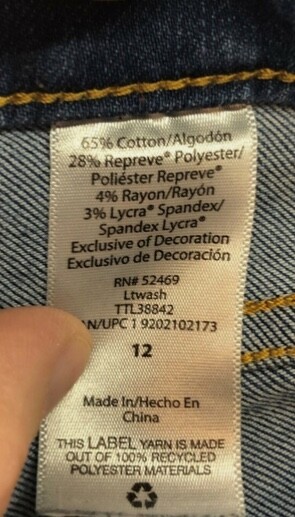 65% Cotton/Algodón
28% Repreve® Polyester/
Poliéster Repreve®
4% Rayon/Rayón
3% Lycra® Spandex/
Spandex Lycra®
Exclusive of Decoration
Exclusivo de Decoración
RN# 52469
Ltwash
TTL38842
N/UPC 1 9202102173
12
Made In/Hecho En
China
THIS LABEL YARN IS MADE
OUT OF 100% RECYCLED
POLYESTER MATERIALS